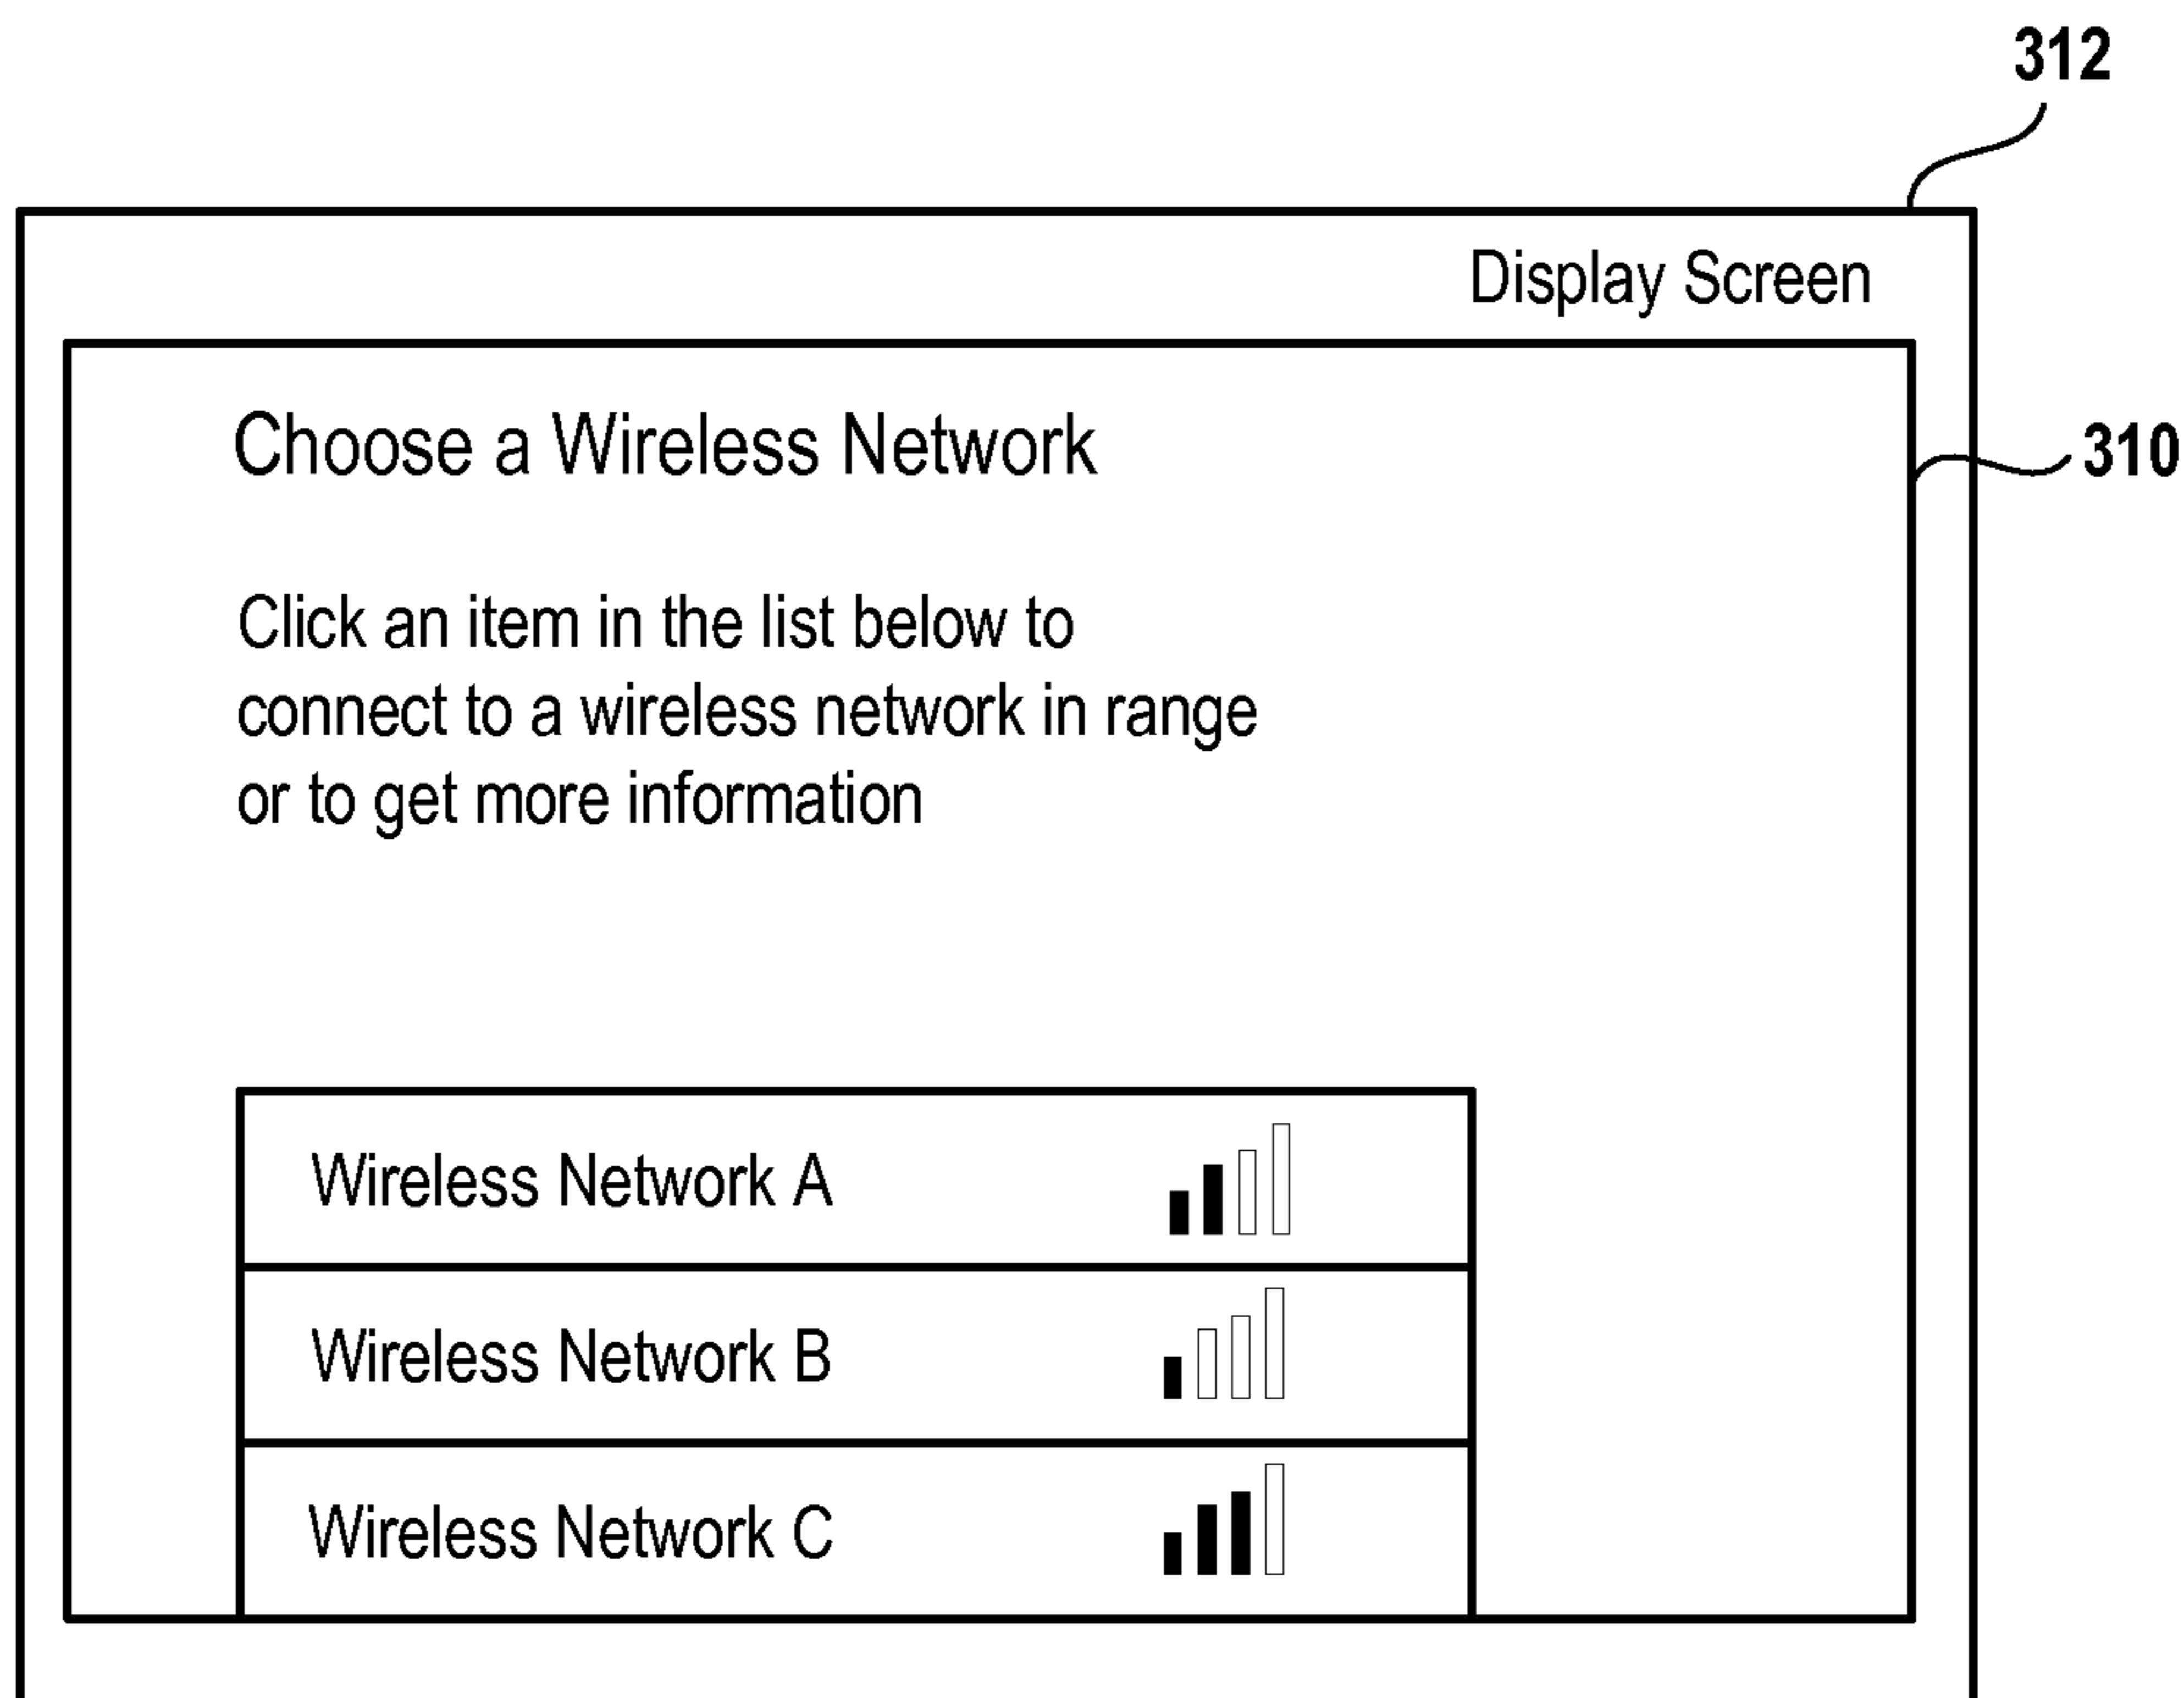 312
Display Screen
Choose a Wireless Network
310
Click an item in the list below to
connect to a wireless network in range
or to get more information
Wireless Network A
Wireless Network B
Wireless Network C